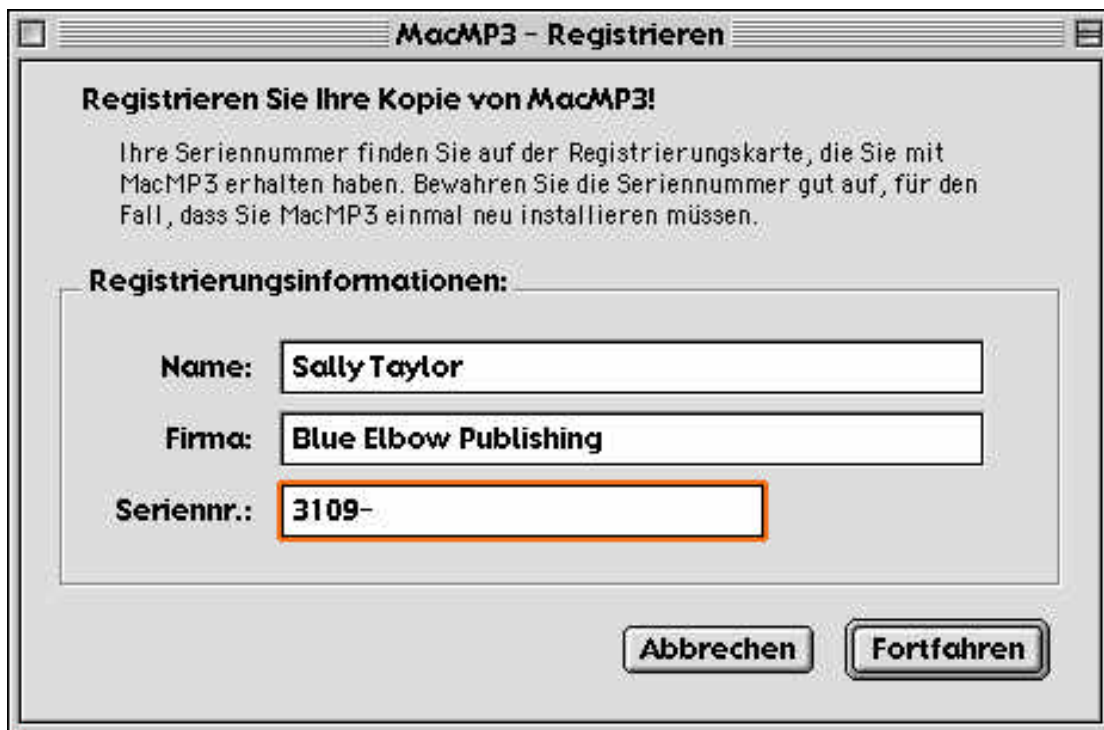 MacMP3 - Registrieren
Registrieren Sie Ihre Kopie von MacMP3!
Ihre Seriennummer finden Sie auf der Registrierungskarte, die Sie mit
MacMP3 erhalten haben. Bewahren Sie die Seriennummer gut auf, für den
Fall, dass Sie MacMP3 einmal neu installieren müssen.
Registrierungsinformationen:
Name: Sally Taylor
Firma: Blue Elbow Publishing
Seriennr.: 3109-
Abbrechen Fortfahren